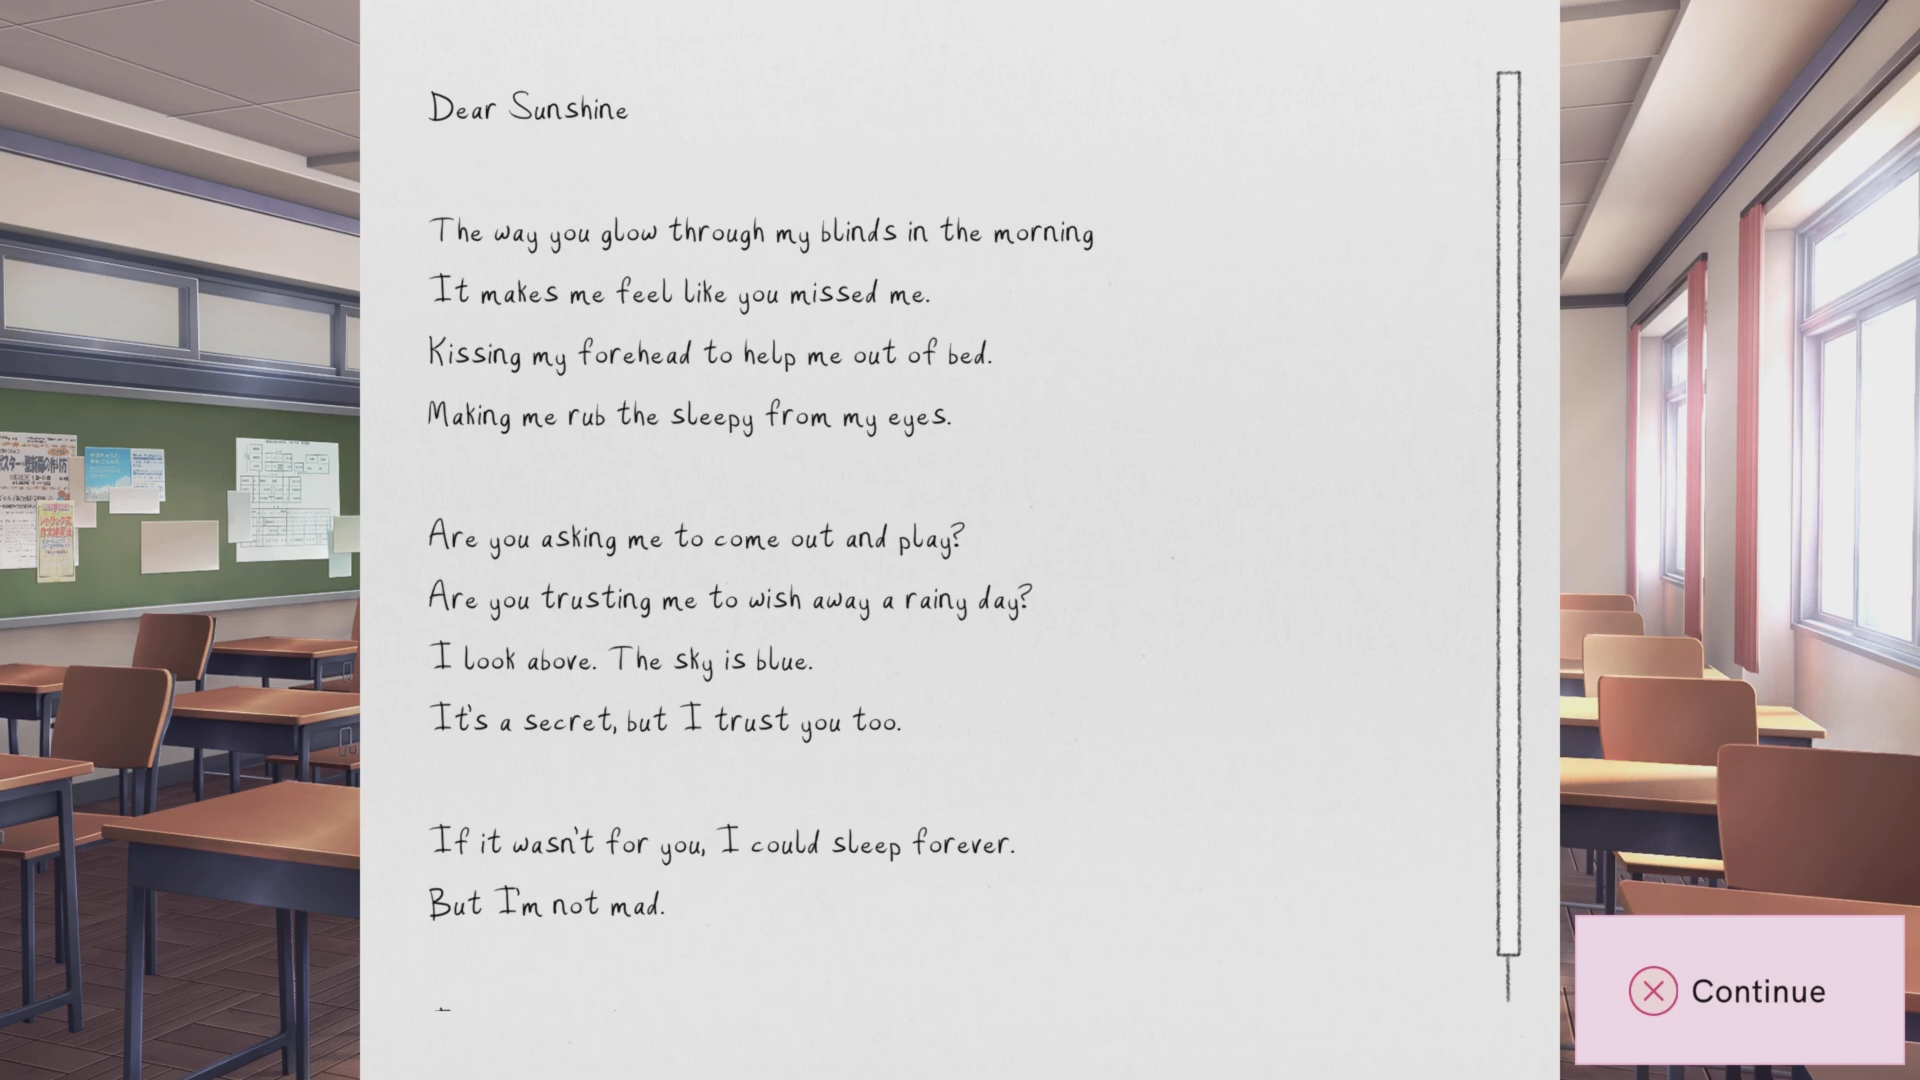 Dear Sunshine
The way you glow through my blinds in the morning
It makes me feel like you missed me.
Kissing my forehead to help me out of bed.
Making me rub the sleepy from my eyes.
Are you asking me to come out and play?
Are you trusting me to wish away a rainy day?
I look above. The sky is blue.
It's a secret, but I trust you too.
If it wasn't for you, I could sleep forever.
But I'm not mad.
Continue